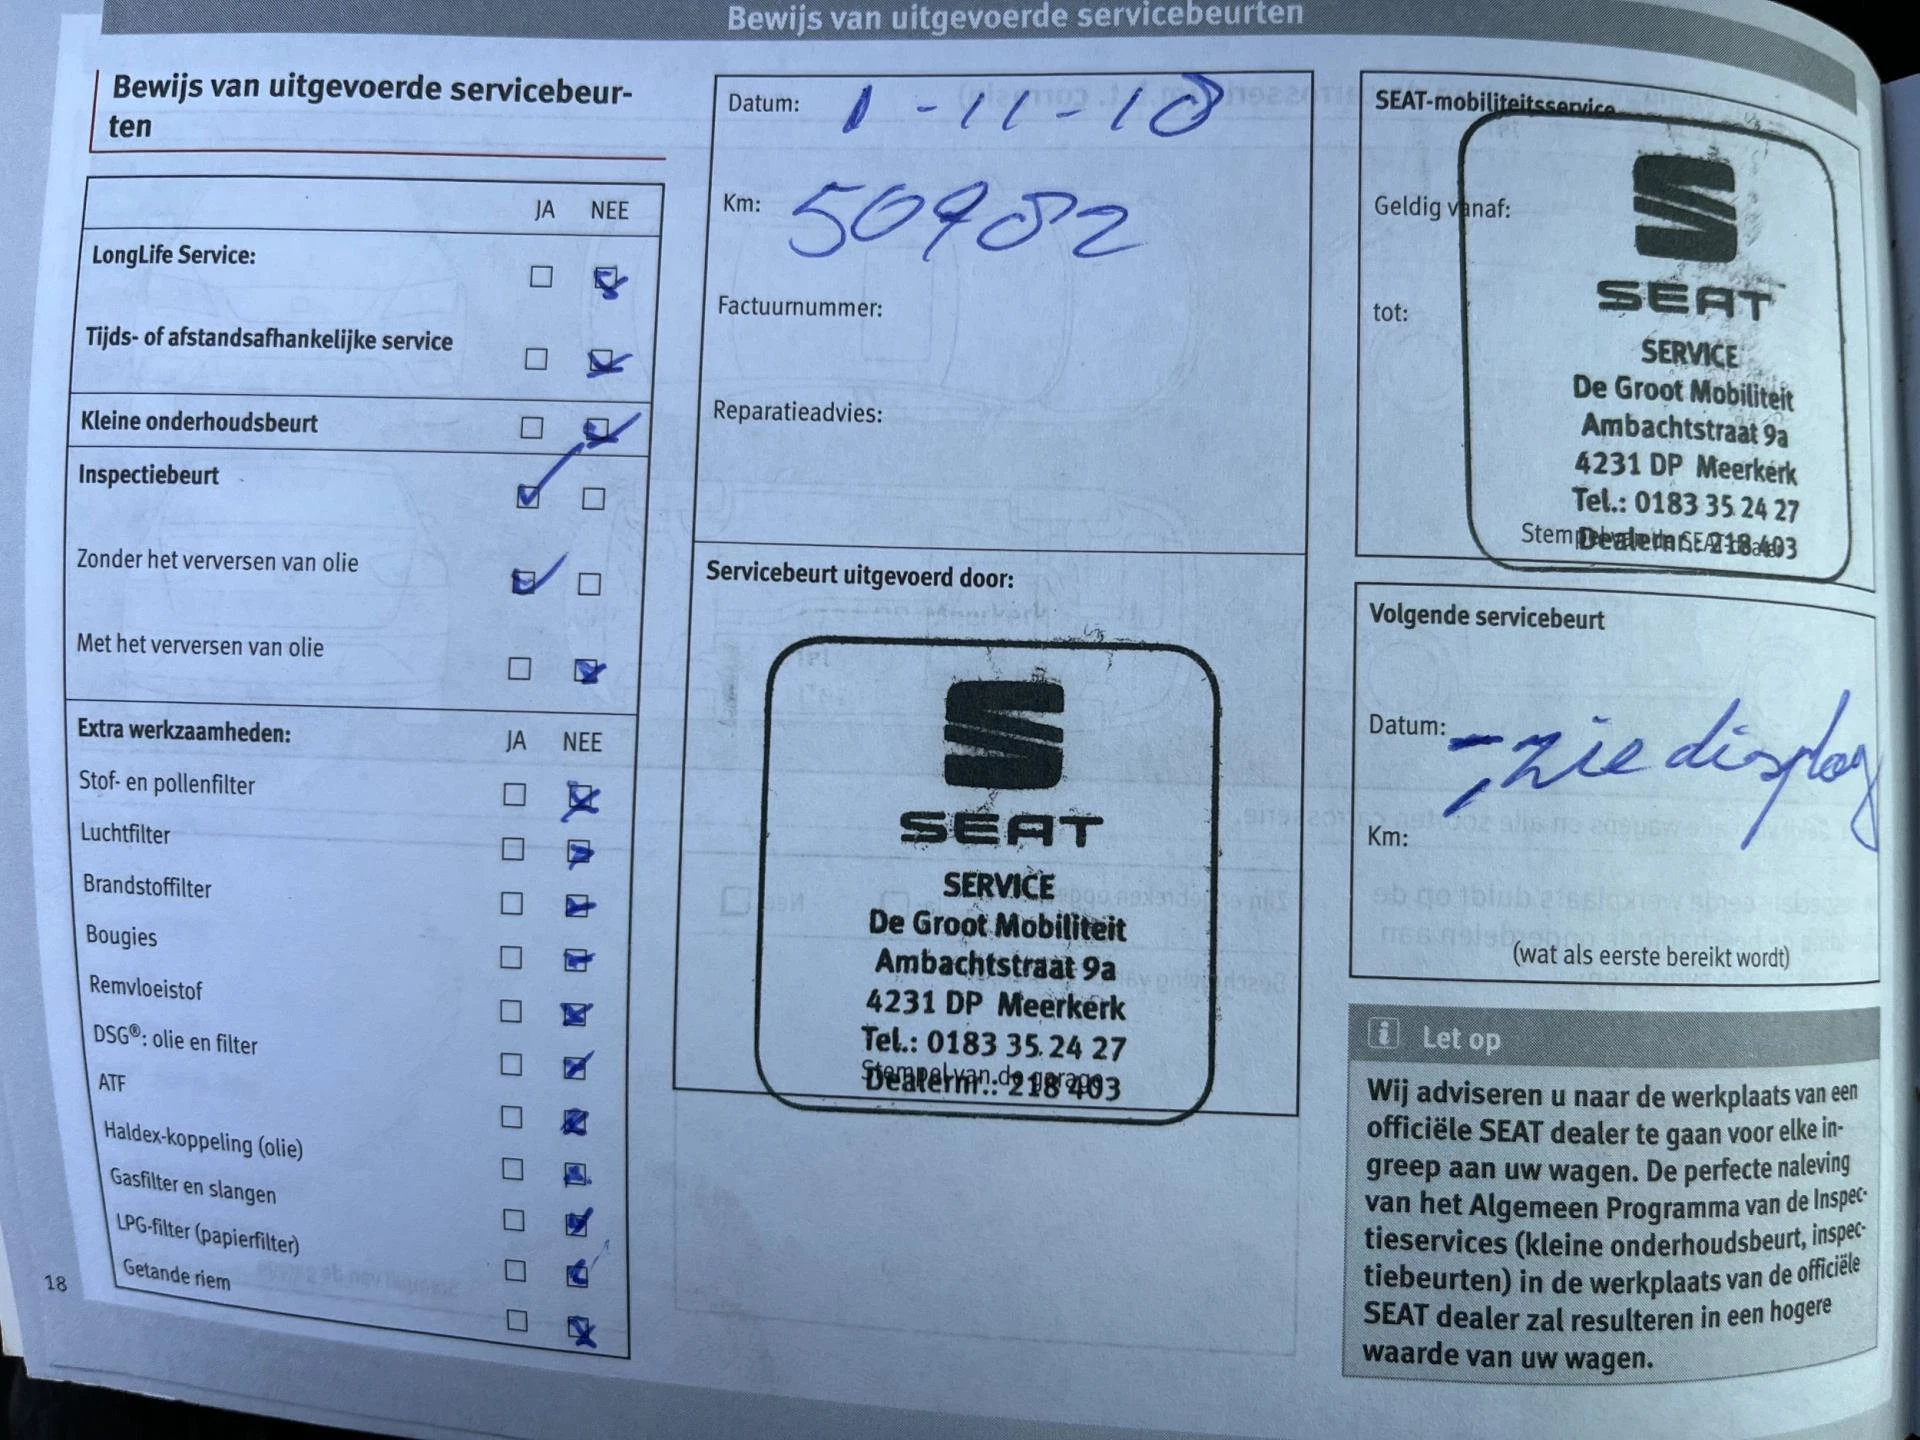 Bewijs van uitgevoerde servicebeurten
Bewijs van uitgevoerde servicebeur-
ten
JA NEE
LongLife Service:
Tijds- of afstandsafhankelijke service
Kleine onderhoudsbeurt
Inspectiebeurt
Zonder het verversen van olie
Met het verversen van olie
Extra werkzaamheden: JA NEE
Stof- en pollenfilter
Luchtfilter
Brandstoffilter
Bougies
Remvloeistof
DSG®: olie en filter
ATF
Haldex-koppeling (olie)
Gasfilter en slangen
LPG-filter (papierfilter)
Getande riem
18
Datum: 1-11-18
Km:
Factuurnummer:
Reparatieadvies:
Servicebeurt uitgevoerd door:
SEAT
SERVICE
De Groot Mobiliteit
Ambachtstraat 9a
4231 DP Meerkerk
Tel.: 0183 35 24 27
Stempel van de garage
Dealernr.: 218 403
SEAT-mobiliteitsservice
Geldig vanaf:
tot:
SEAT
SERVICE
De Groot Mobiliteit
Ambachtstraat 9a
4231 DP Meerkerk
Tel.: 0183 35 24 27
Dealernr.: 218 403
Volgende servicebeurt
Datum: zie display
Km:
(wat als eerste bereikt wordt)
i Let op
Wij adviseren u naar de werkplaats van een
officiële SEAT dealer te gaan voor elke in-
greep aan uw wagen. De perfecte naleving
van het Algemeen Programma van de Inspec-
tieservices (kleine onderhoudsbeurt, inspec-
tiebeurten) in de werkplaats van de officiële
SEAT dealer zal resulteren in een hogere
waarde van uw wagen.